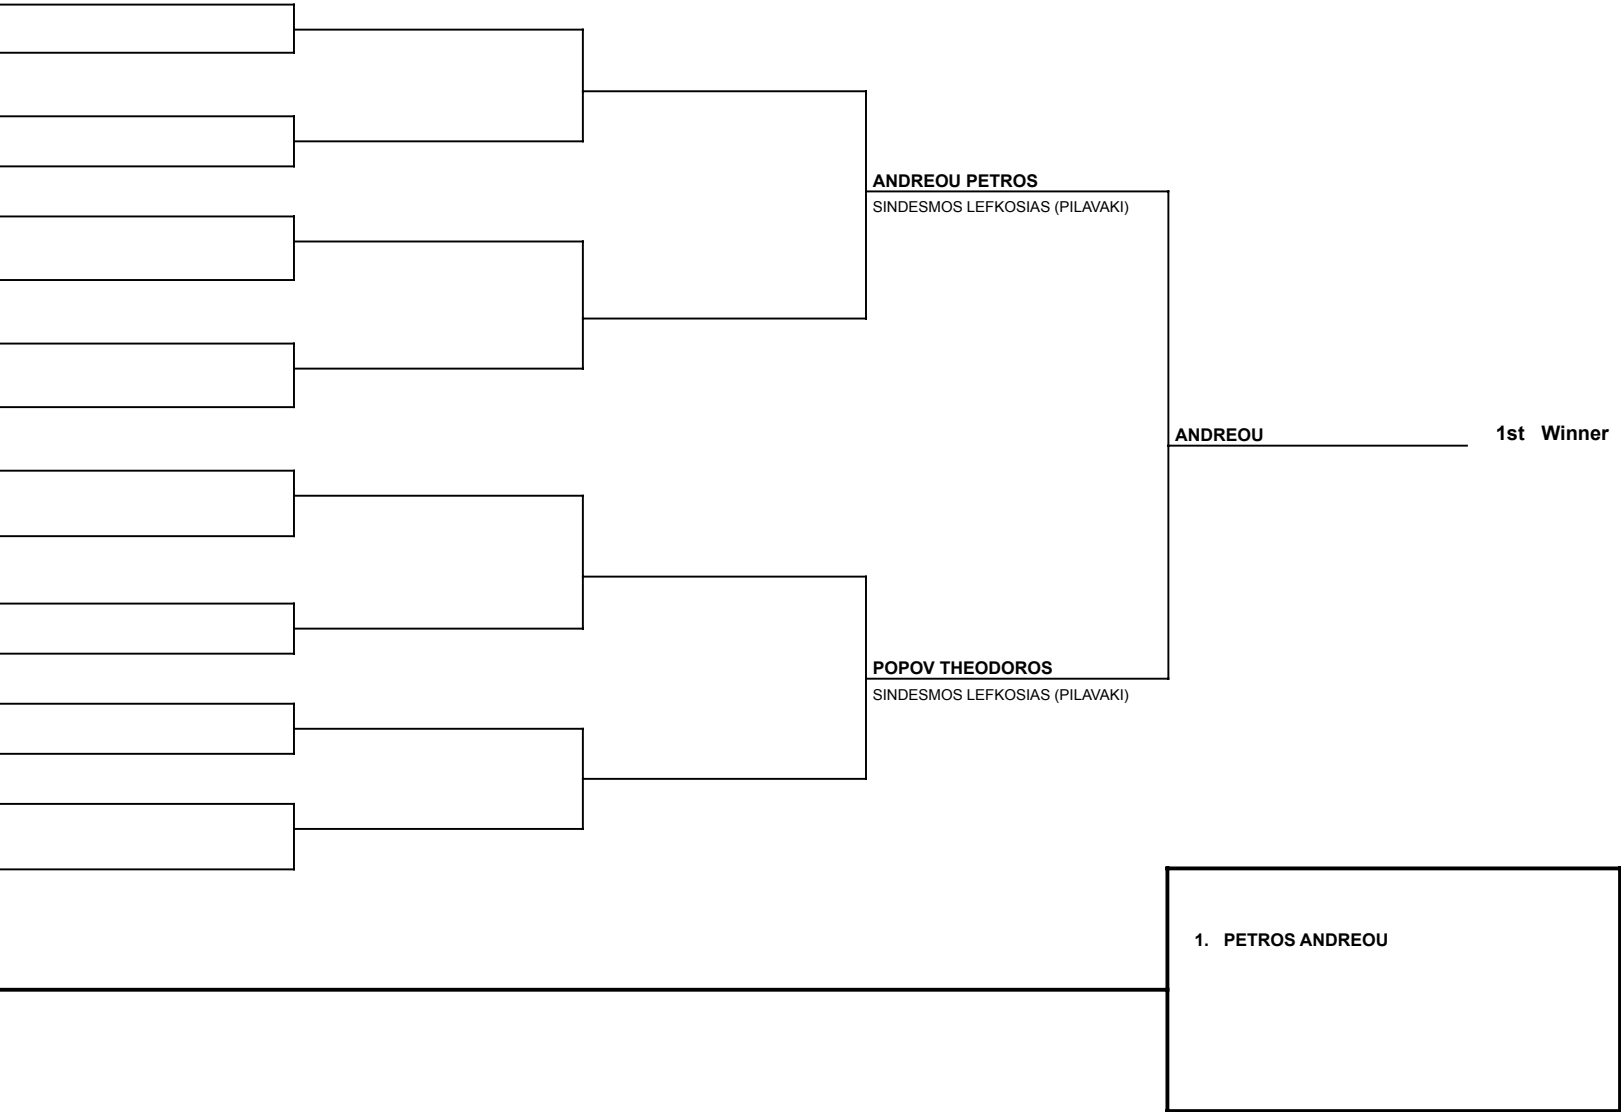 ANDREOU PETROS
SINDESMOS LEFKOSIAS (PILAVAKI)
ANDREOU
1st Winner
POPOV THEODOROS
SINDESMOS LEFKOSIAS (PILAVAKI)
1. PETROS ANDREOU